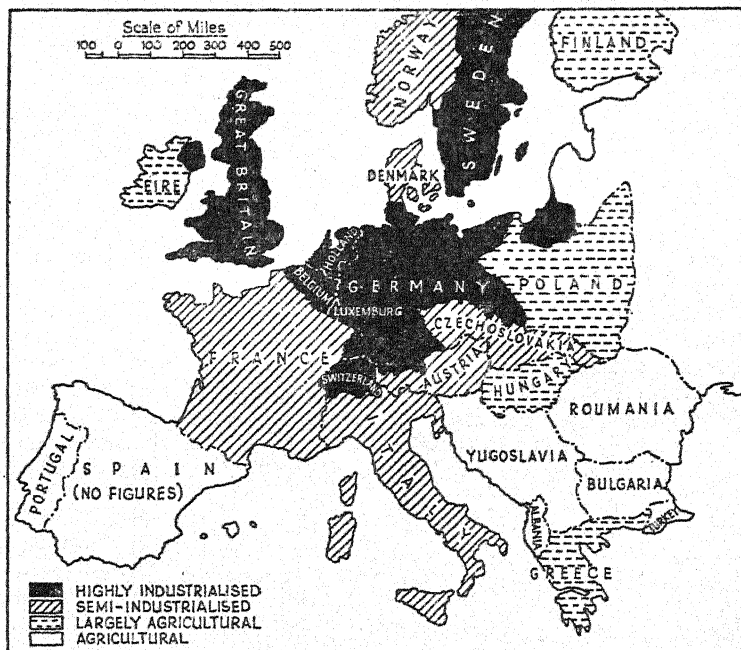 Scale of Miles
100 0 100 200 300 400 500
NORWAY
SWEDEN
FINLAND
GREAT BRITAIN
EIRE
DENMARK
HOLLAND
BELGIUM
GERMANY
POLAND
LUXEMBURG
CZECHOSLOVAKIA
FRANCE
SWITZERLAND
AUSTRIA
HUNGARY
ROUMANIA
ITALY
YUGOSLAVIA
PORTUGAL
SPAIN
(NO FIGURES)
BULGARIA
ALBANIA
TURKEY
GREECE
HIGHLY INDUSTRIALISED
SEMI-INDUSTRIALISED
LARGELY AGRICULTURAL
AGRICULTURAL